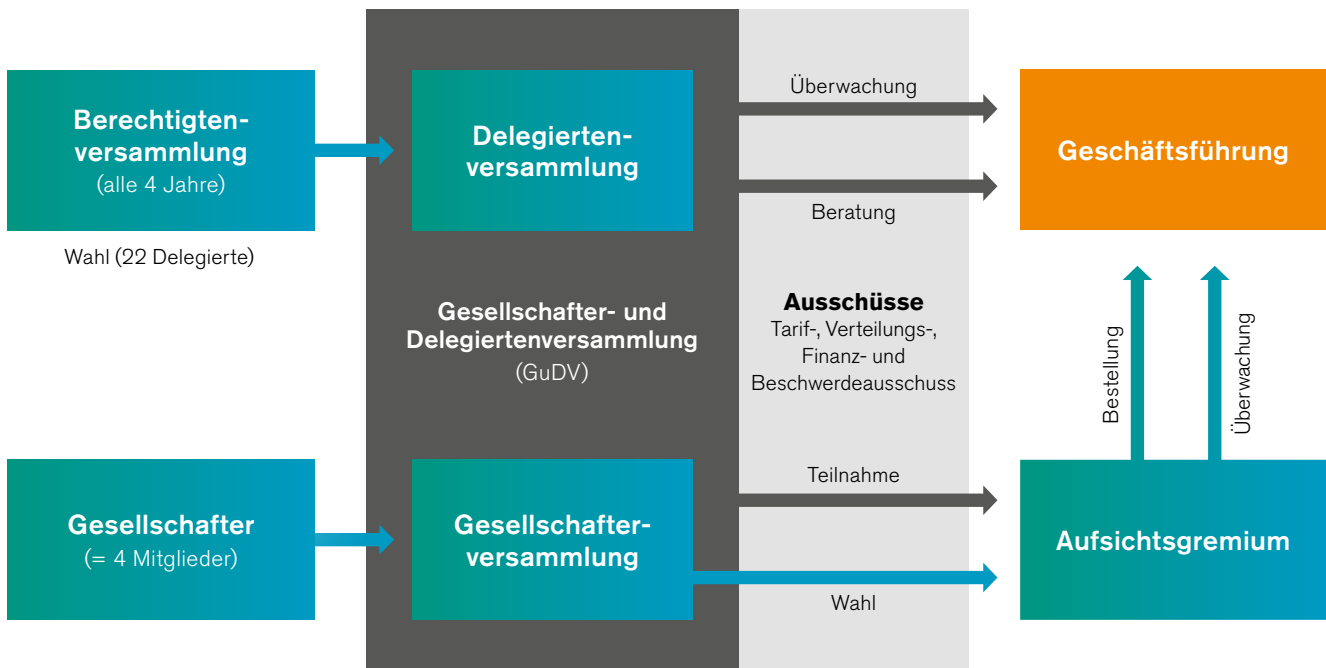 Berechtigten-
versammlung
(alle 4 Jahre)
Wahl (22 Delegierte)
Delegierten-
versammlung
Überwachung
Beratung
Geschäftsführung
Gesellschafter- und
Delegiertenversammlung
(GuDV)
Ausschüsse
Tarif-, Verteilungs-,
Finanz- und
Beschwerdeausschuss
Bestellung
Überwachung
Gesellschafter
(= 4 Mitglieder)
Gesellschafter-
versammlung
Teilnahme
Wahl
Aufsichtsgremium